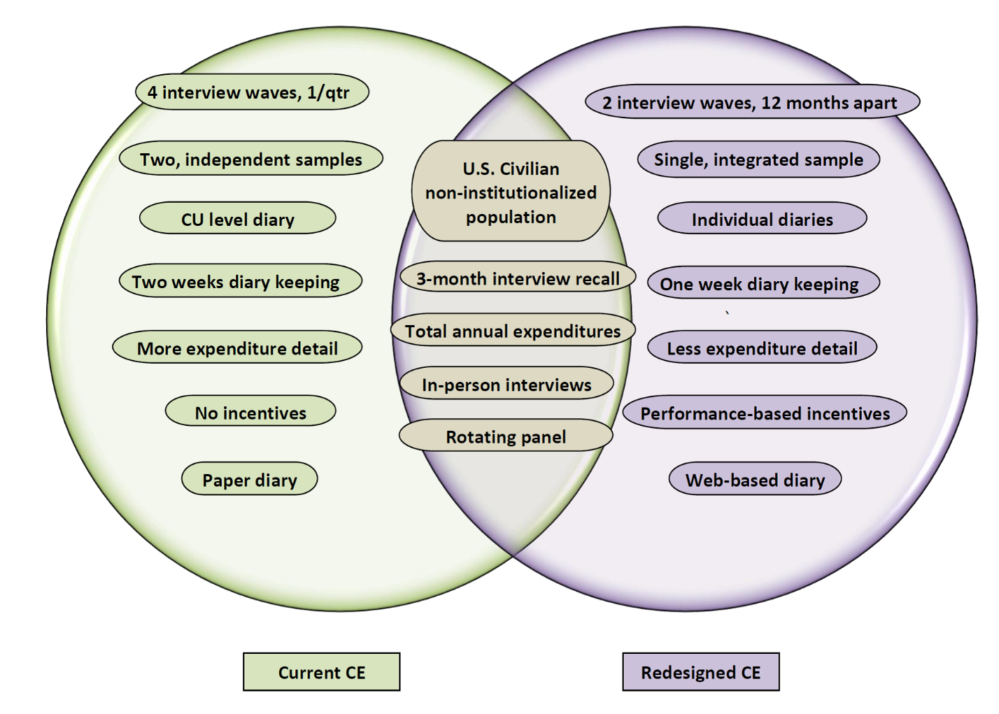 4 interview waves, 1/qtr
Two, independent samples
CU level diary
Two weeks diary keeping
More expenditure detail
No incentives
Paper diary
U.S. Civilian
non-institutionalized
population
3-month interview recall
Total annual expenditures
In-person interviews
Rotating panel
2 interview waves, 12 months apart
Single, integrated sample
Individual diaries
One week diary keeping
`
Less expenditure detail
Performance-based incentives
Web-based diary
Current CE
Redesigned CE